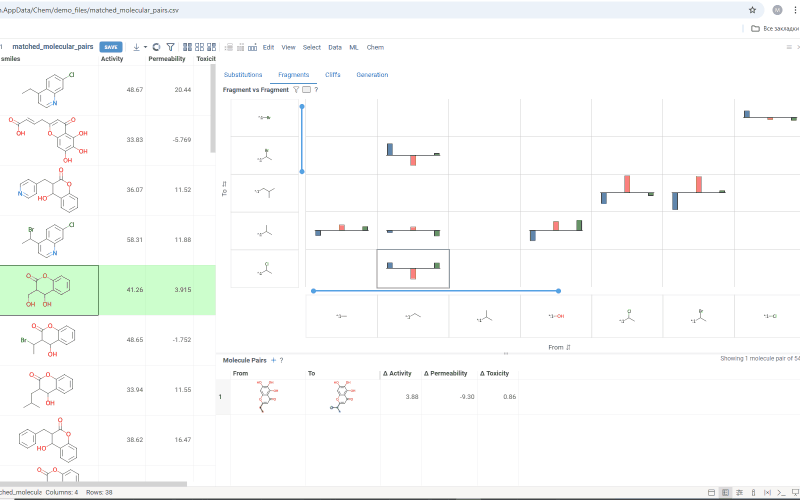 n.AppData/Chem/demo_files/matched_molecular_pairs.csv
M
Все закладки
matched_molecular_pairs
SAVE
Edit View Select Data ML Chem
smiles Activity Permeability Toxicit
48.67 20.44
33.83 -5.769
36.07 11.52
58.31 11.88
41.26 3.915
48.65 -1.752
33.94 11.55
38.62 16.47
Substitutions Fragments Cliffs Generation
Fragment vs Fragment ?
To
From
Molecule Pairs + ?
Showing 1 molecule pair of 54
From To Δ Activity Δ Permeability Δ Toxicity
1 3.88 -9.30 0.86
ched_molecula Columns: 4 Rows: 38